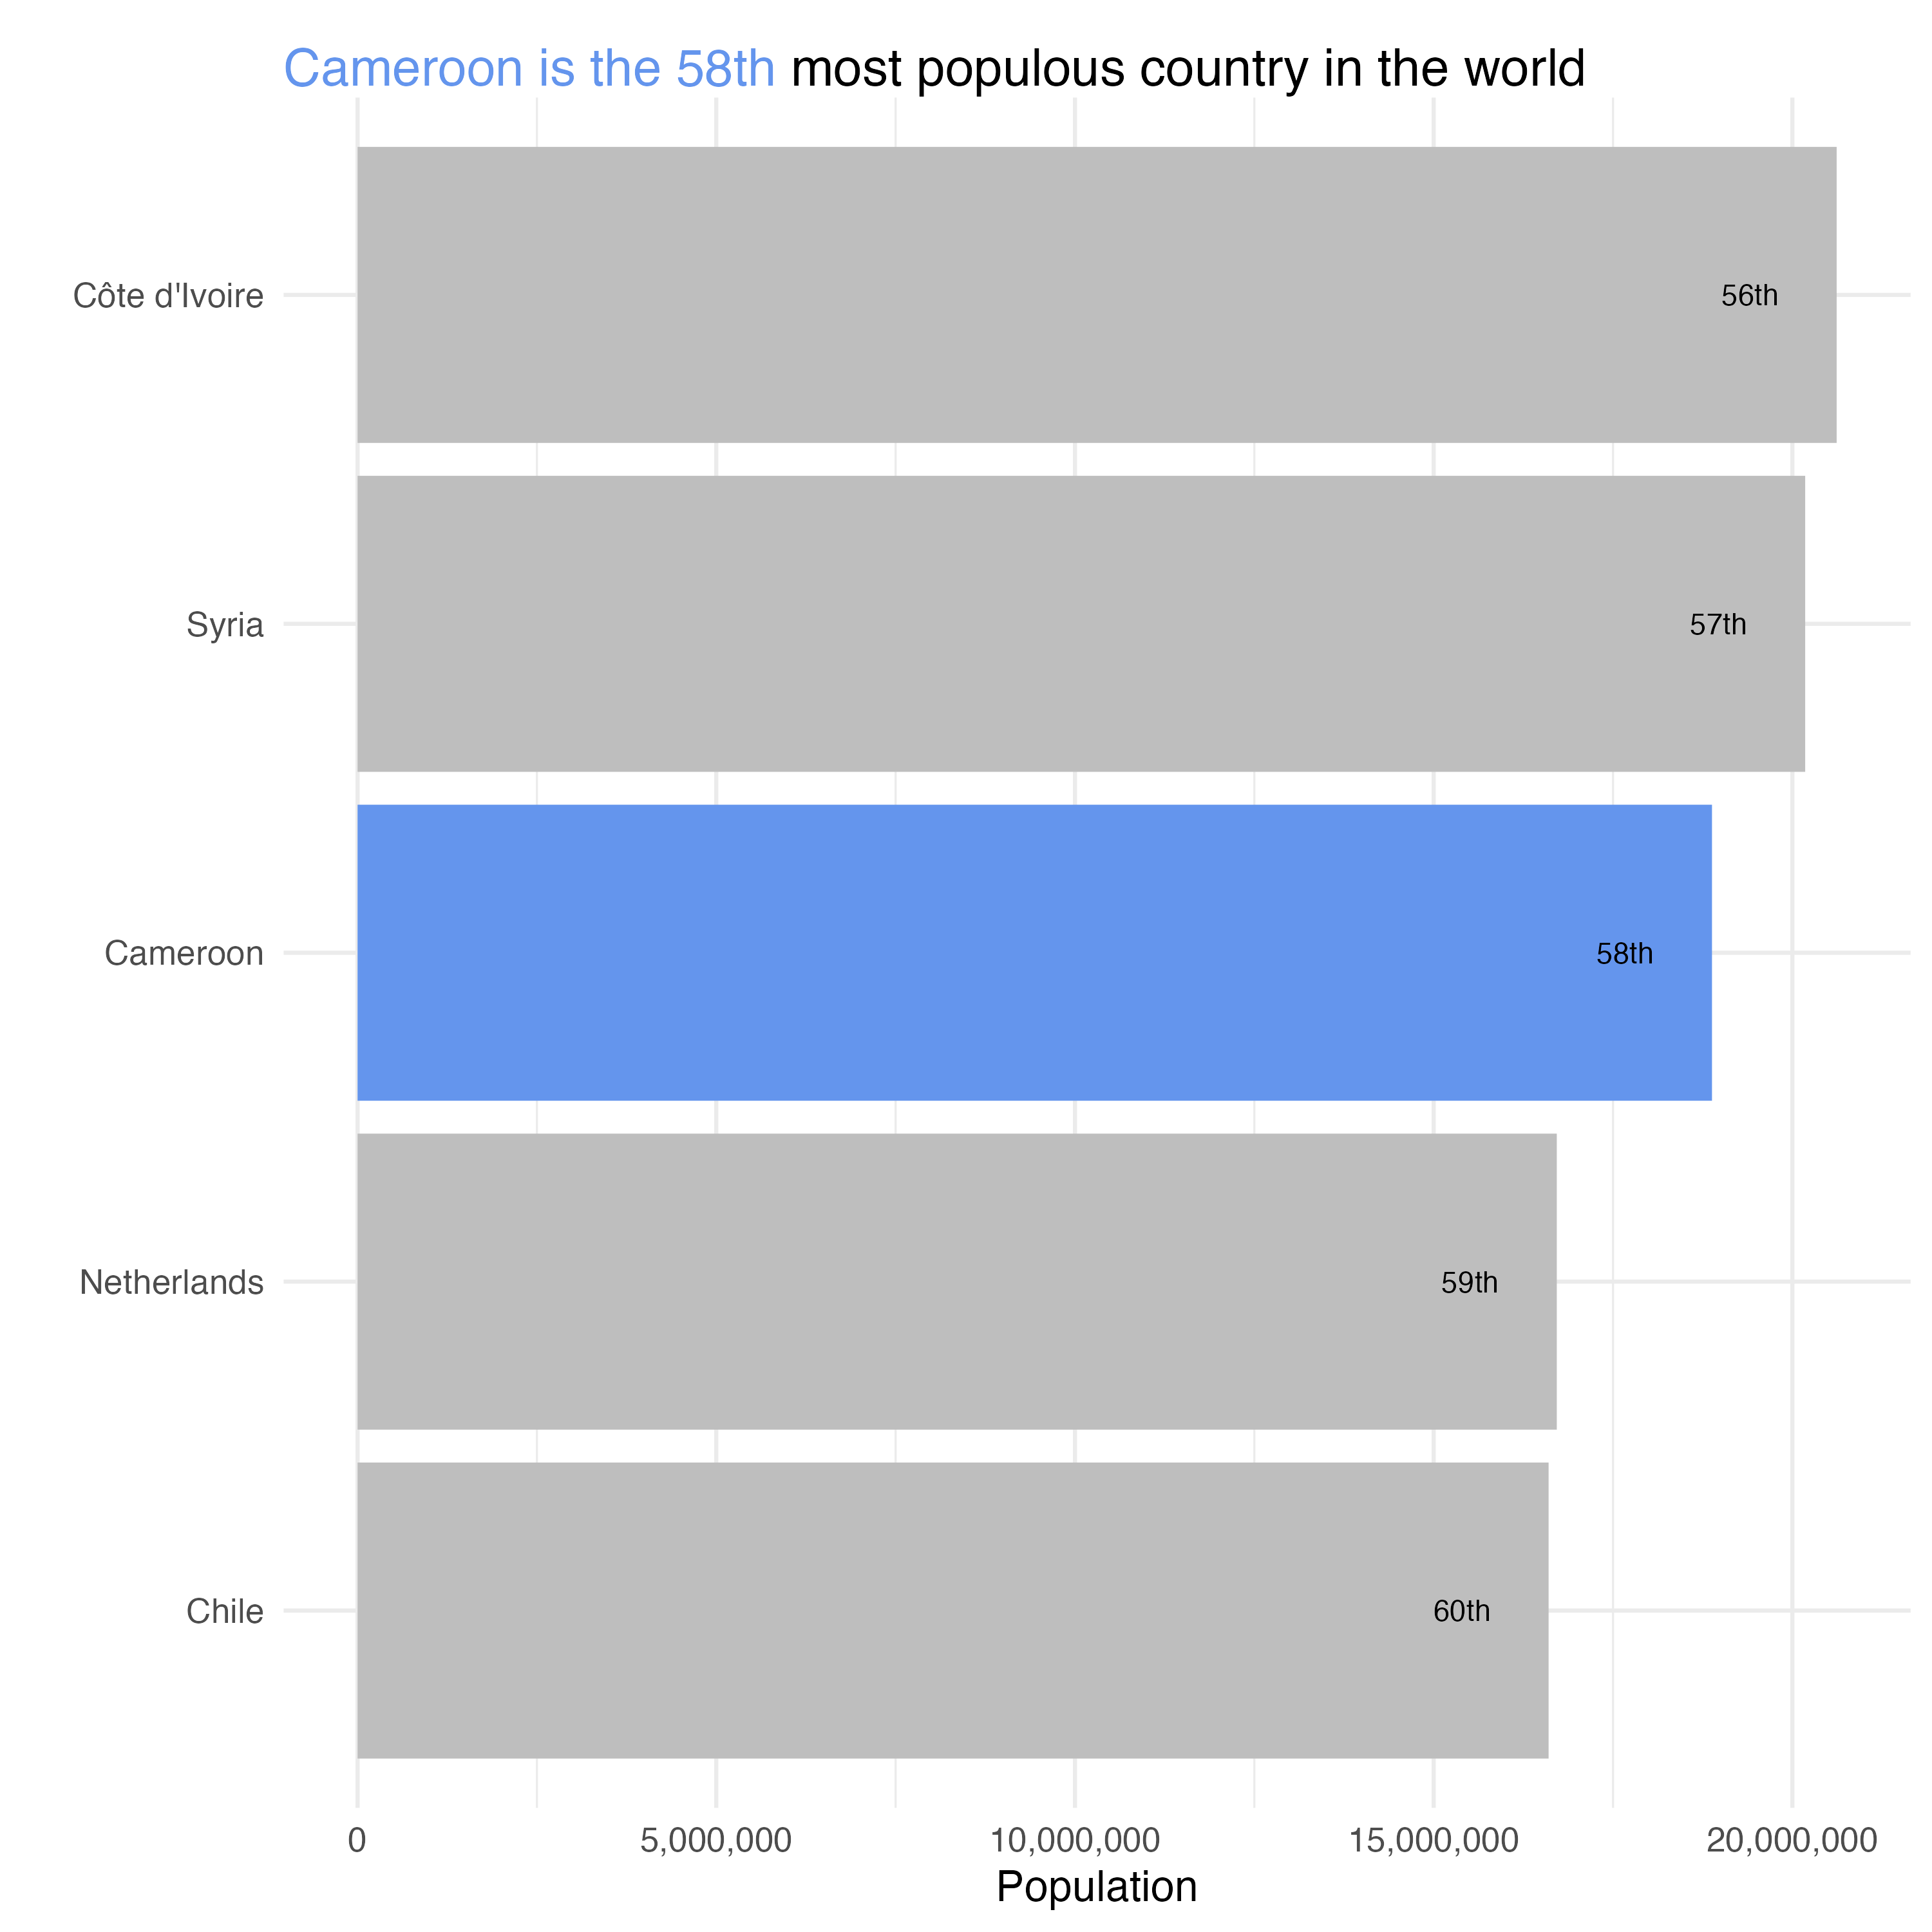 Cameroon is the 58th most populous country in the world
Côte d'Ivoire
56th
Syria
57th
Cameroon
58th
Netherlands
59th
Chile
60th
0 5,000,000 10,000,000 15,000,000 20,000,000
Population